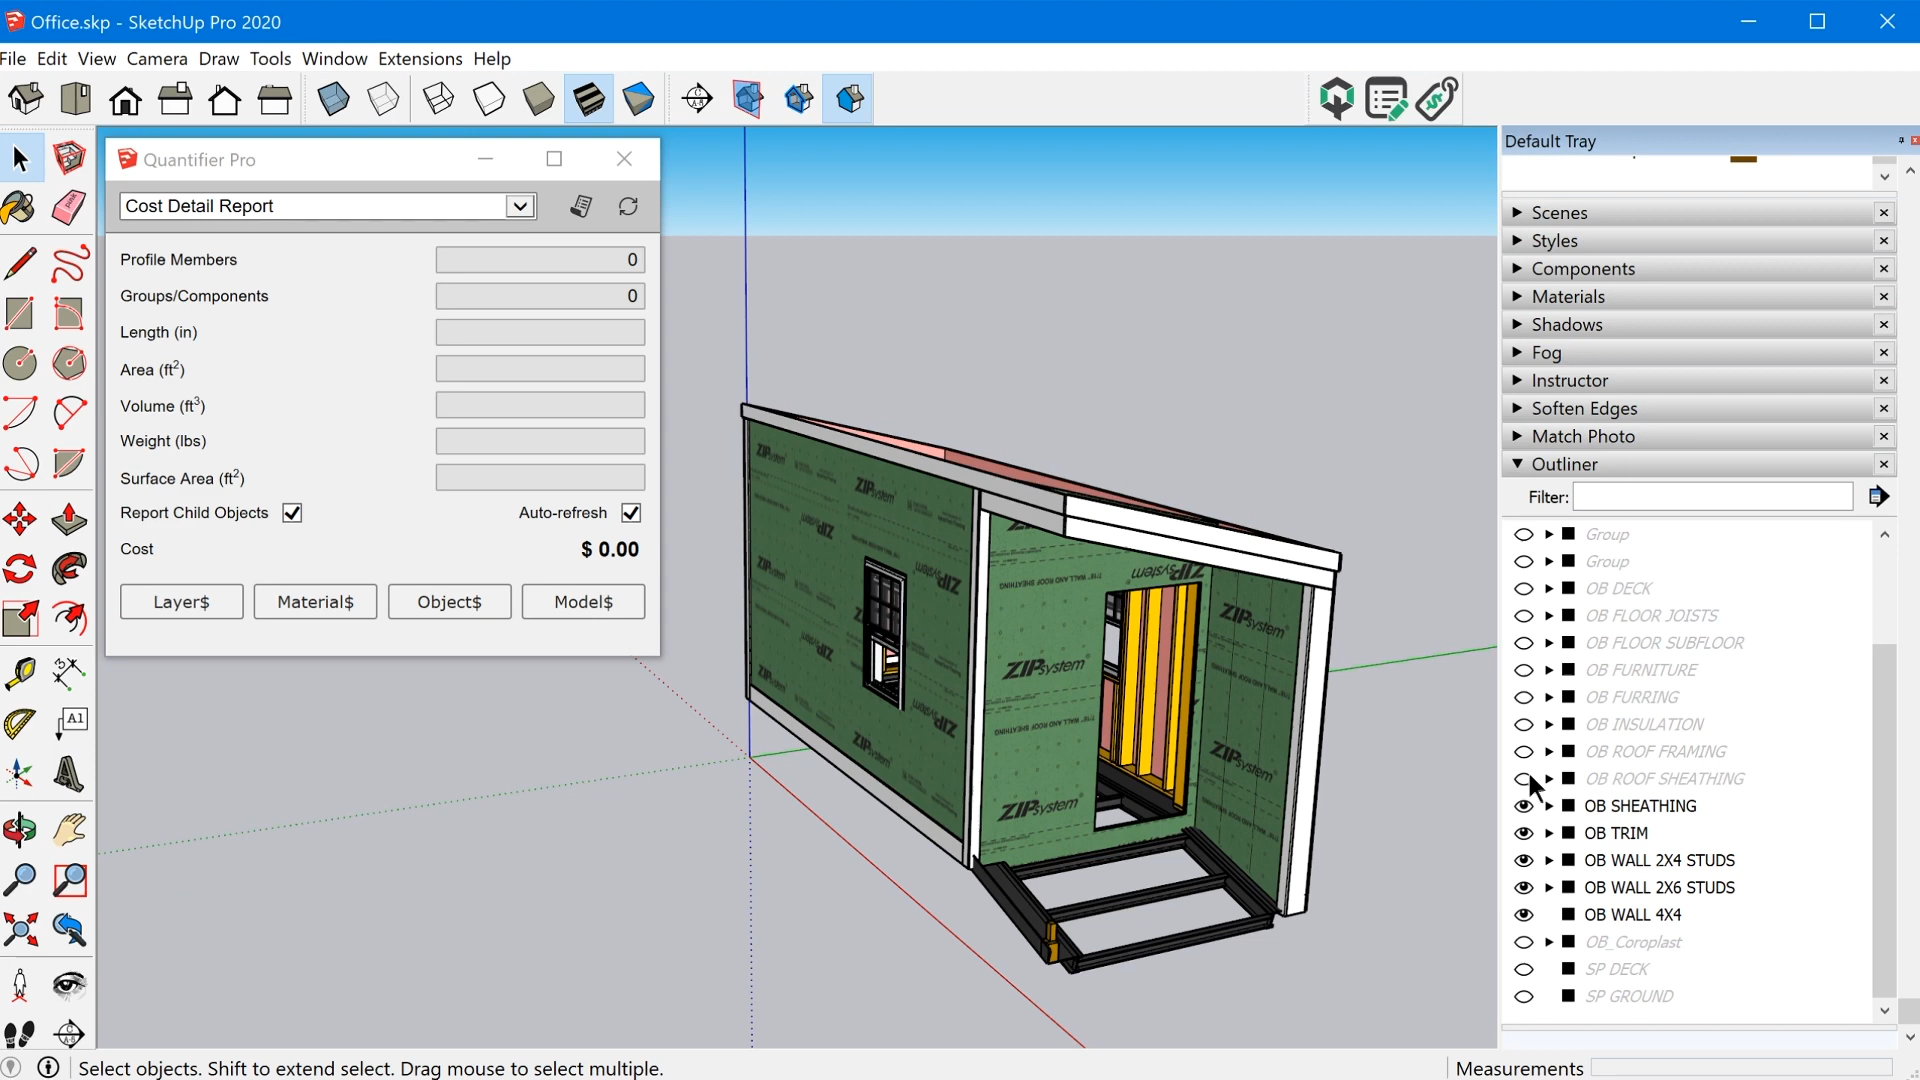 Office.skp - SketchUp Pro 2020
File Edit View Camera Draw Tools Window Extensions Help
Default Tray
Quantifier Pro
Cost Detail Report
Profile Members 0
Groups/Components 0
Length (in)
Area (ft²)
Volume (ft³)
Weight (lbs)
Surface Area (ft²)
Report Child Objects Auto-refresh
Cost $ 0.00
Layer$ Material$ Object$ Model$
Scenes
Styles
Components
Materials
Shadows
Fog
Instructor
Soften Edges
Match Photo
Outliner
Filter:
Group
Group
OB DECK
OB FLOOR JOISTS
OB FLOOR SUBFLOOR
OB FURNITURE
OB FURRING
OB INSULATION
OB ROOF FRAMING
OB ROOF SHEATHING
OB SHEATHING
OB TRIM
OB WALL 2X4 STUDS
OB WALL 2X6 STUDS
OB WALL 4X4
OB_Coroplast
SP DECK
SP GROUND
A1
ZIPsystem
ZIPsystem
ZIPsystem
ZIPsystem
ZIPsystem
ZIPsystem
Select objects. Shift to extend select. Drag mouse to select multiple.
Measurements